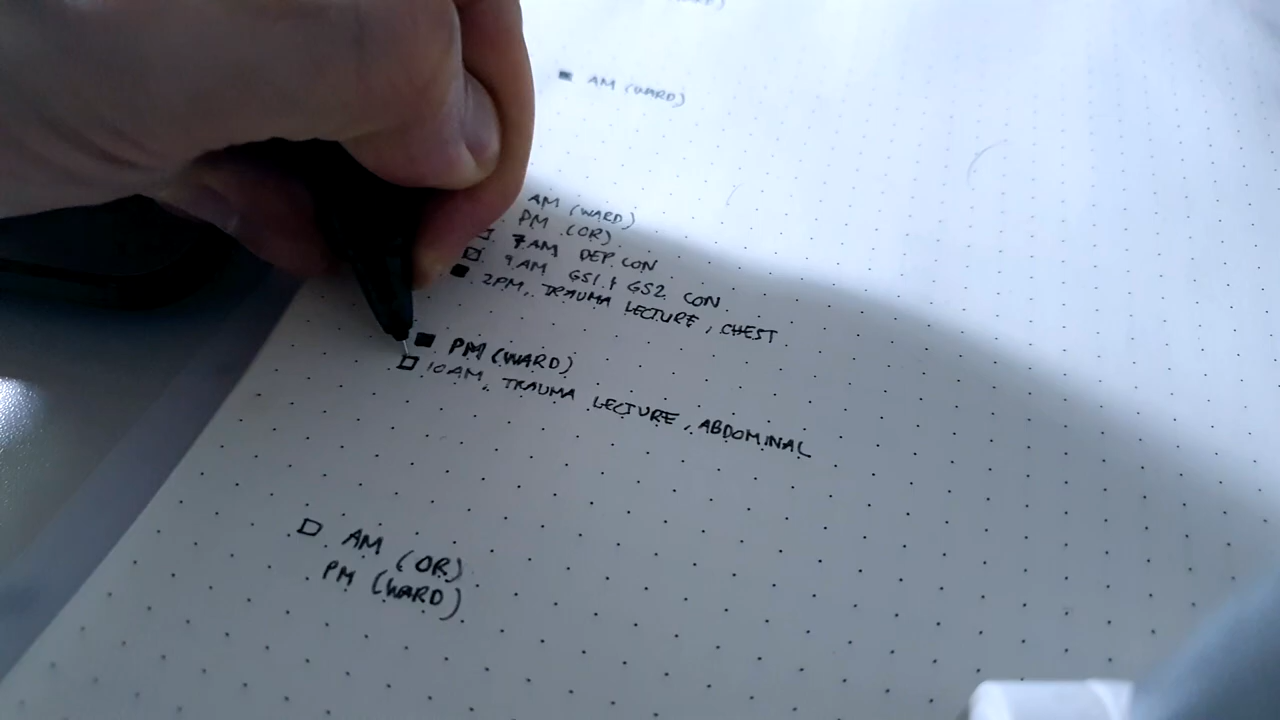 AM (WARD)
AM (WARD)
PM (OR)
7AM, DEP. CON
9AM GS1 & GS2 CON
2PM, TRAUMA LECTURE, CHEST
PM (WARD)
10AM, TRAUMA LECTURE, ABDOMINAL
AM (OR)
PM (WARD)